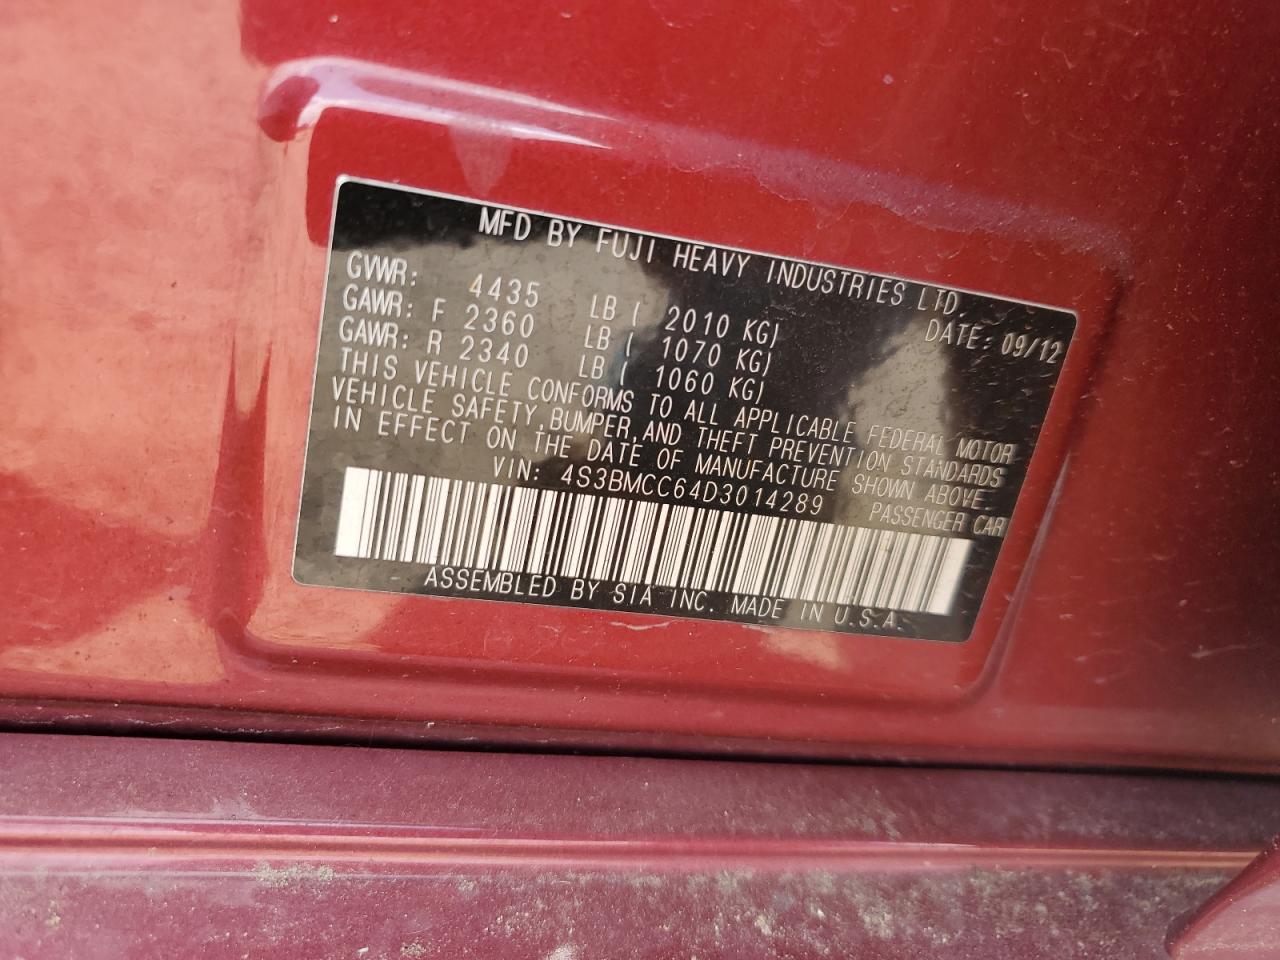 MFD BY FUJI HEAVY INDUSTRIES LTD.
DATE: 09/12
GVWR: 4435 LB ( 2010 KG)
GAWR: F 2360 LB ( 1070 KG)
GAWR: R 2340 LB ( 1060 KG)
THIS VEHICLE CONFORMS TO ALL APPLICABLE FEDERAL MOTOR
VEHICLE SAFETY, BUMPER, AND THEFT PREVENTION STANDARDS
IN EFFECT ON THE DATE OF MANUFACTURE SHOWN ABOVE.
VIN: 4S3BMCC64D3014289 PASSENGER CAR
ASSEMBLED BY SIA INC. MADE IN U.S.A.